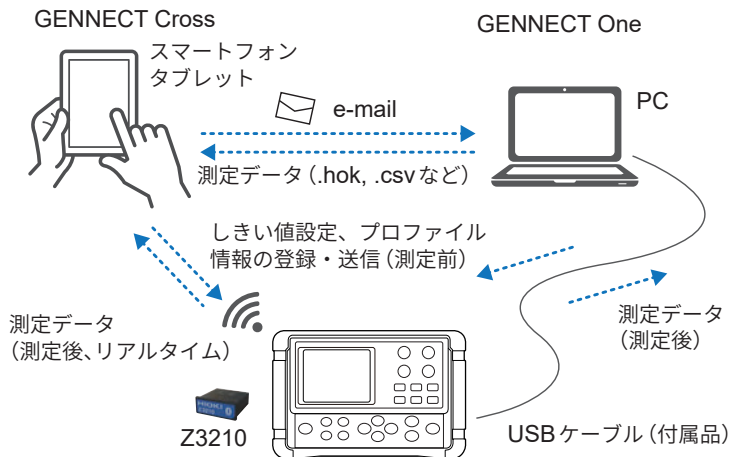 GENNECT Cross
スマートフォン
タブレット
GENNECT One
e-mail
PC
測定データ（.hok, .csvなど）
しきい値設定、プロファイル
情報の登録・送信（測定前）
測定データ
（測定後、リアルタイム）
測定データ
（測定後）
HIOKI
Z3210
Z3210
USBケーブル（付属品）